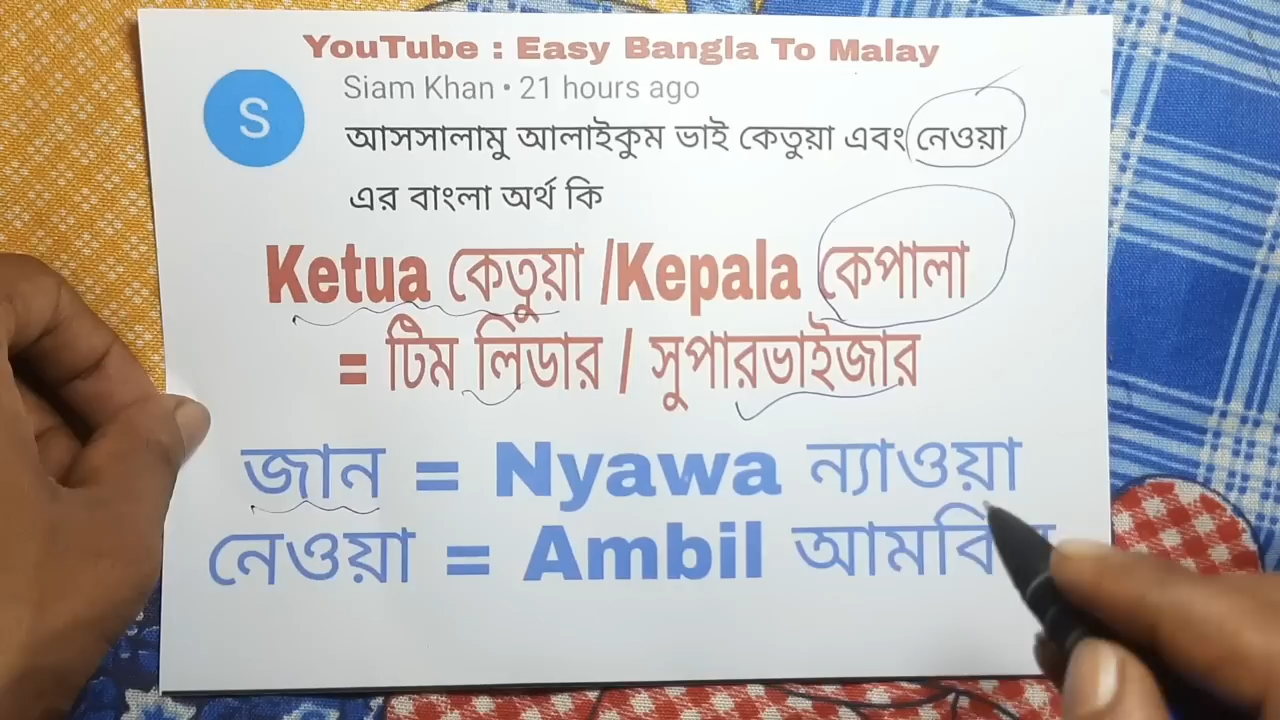 YouTube : Easy Bangla To Malay
S
Siam Khan • 21 hours ago
আসসালামু আলাইকুম ভাই কেতুয়া এবং নেওয়া
এর বাংলা অর্থ কি
Ketua কেতুয়া /Kepala কেপালা
= টিম লিডার / সুপারভাইজার
জান = Nyawa ন্যাওয়া
নেওয়া = Ambil